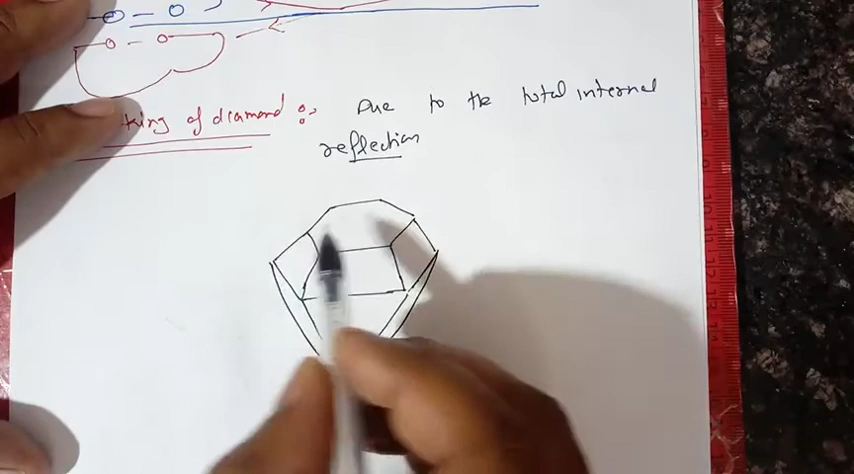 king of diamond :- Due to the total internal
reflection